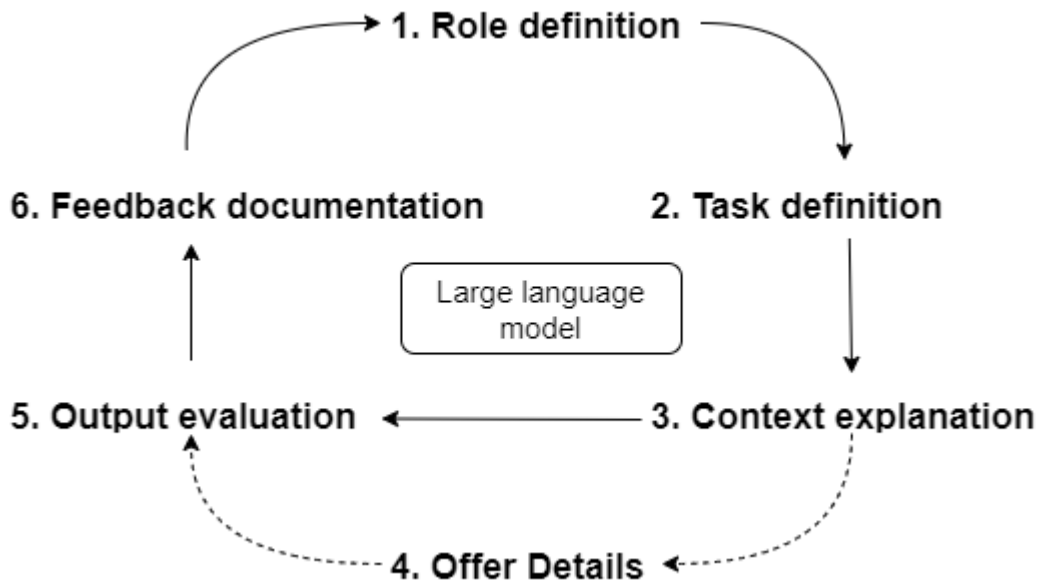 1. Role definition
6. Feedback documentation
2. Task definition
Large language
model
5. Output evaluation
3. Context explanation
4. Offer Details